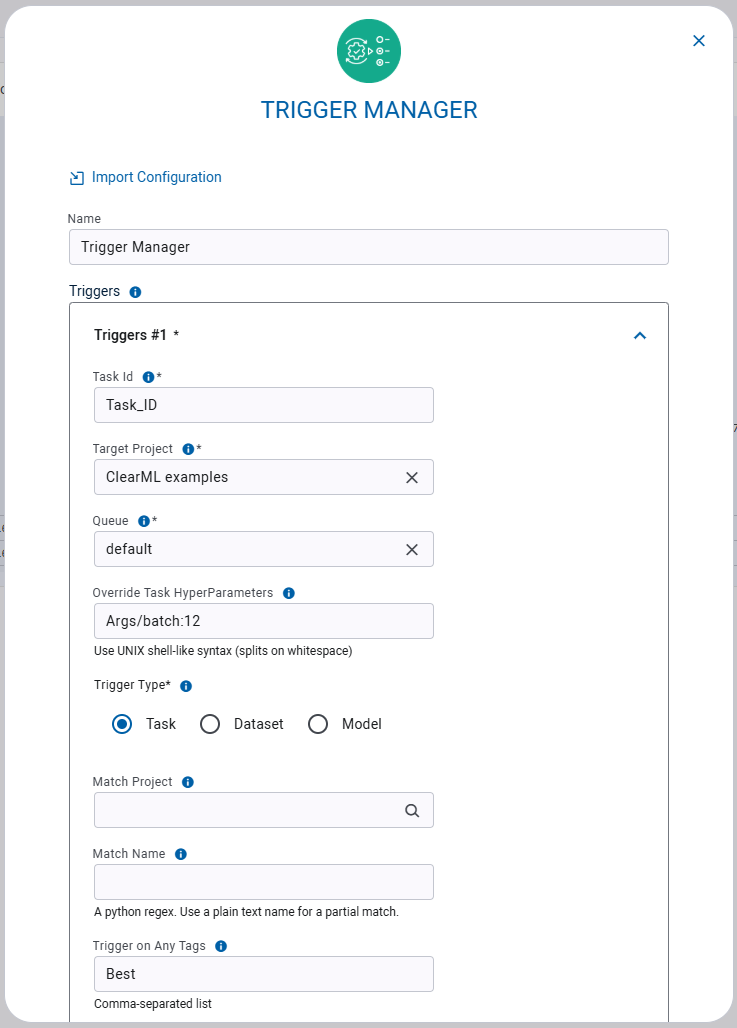 TRIGGER MANAGER
Import Configuration
Name
Trigger Manager
Triggers
Triggers #1 *
Task Id *
Task_ID
Target Project *
ClearML examples
Queue *
default
Override Task HyperParameters
Args/batch:12
Use UNIX shell-like syntax (splits on whitespace)
Trigger Type*
Task Dataset Model
Match Project
Match Name
A python regex. Use a plain text name for a partial match.
Trigger on Any Tags
Best
Comma-separated list